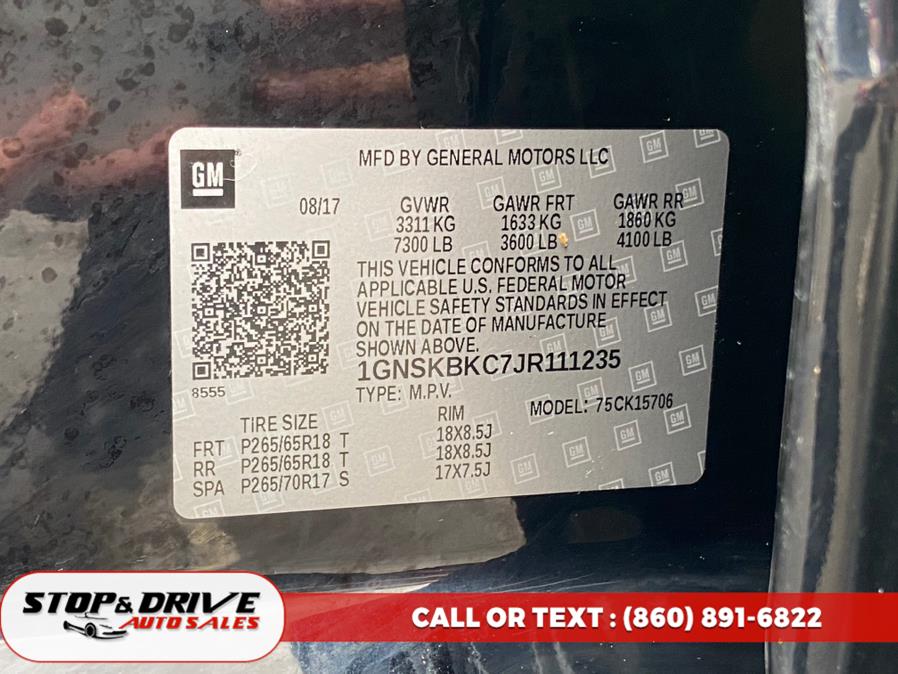 GM
MFD BY GENERAL MOTORS LLC
08/17 GVWR GAWR FRT GAWR RR
3311 KG 1633 KG 1860 KG
7300 LB 3600 LB 4100 LB
THIS VEHICLE CONFORMS TO ALL
APPLICABLE U.S. FEDERAL MOTOR
VEHICLE SAFETY STANDARDS IN EFFECT
ON THE DATE OF MANUFACTURE
SHOWN ABOVE.
1GNSKBKC7JR111235
8555
TYPE: M.P.V. MODEL: 75CK15706
TIRE SIZE RIM
FRT P265/65R18 T 18X8.5J
RR P265/65R18 T 18X8.5J
SPA P265/70R17 S 17X7.5J
STOP & DRIVE
AUTO SALES
CALL OR TEXT : (860) 891-6822